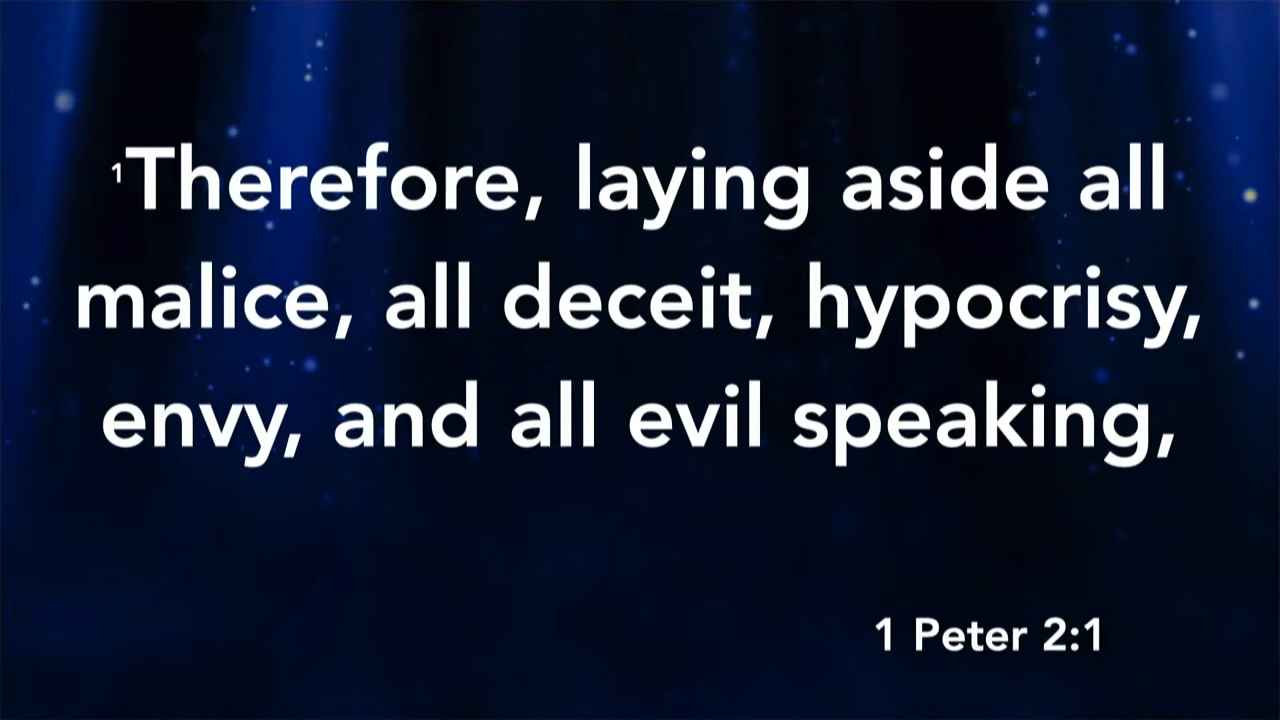 1Therefore, laying aside all
malice, all deceit, hypocrisy,
envy, and all evil speaking,
1 Peter 2:1